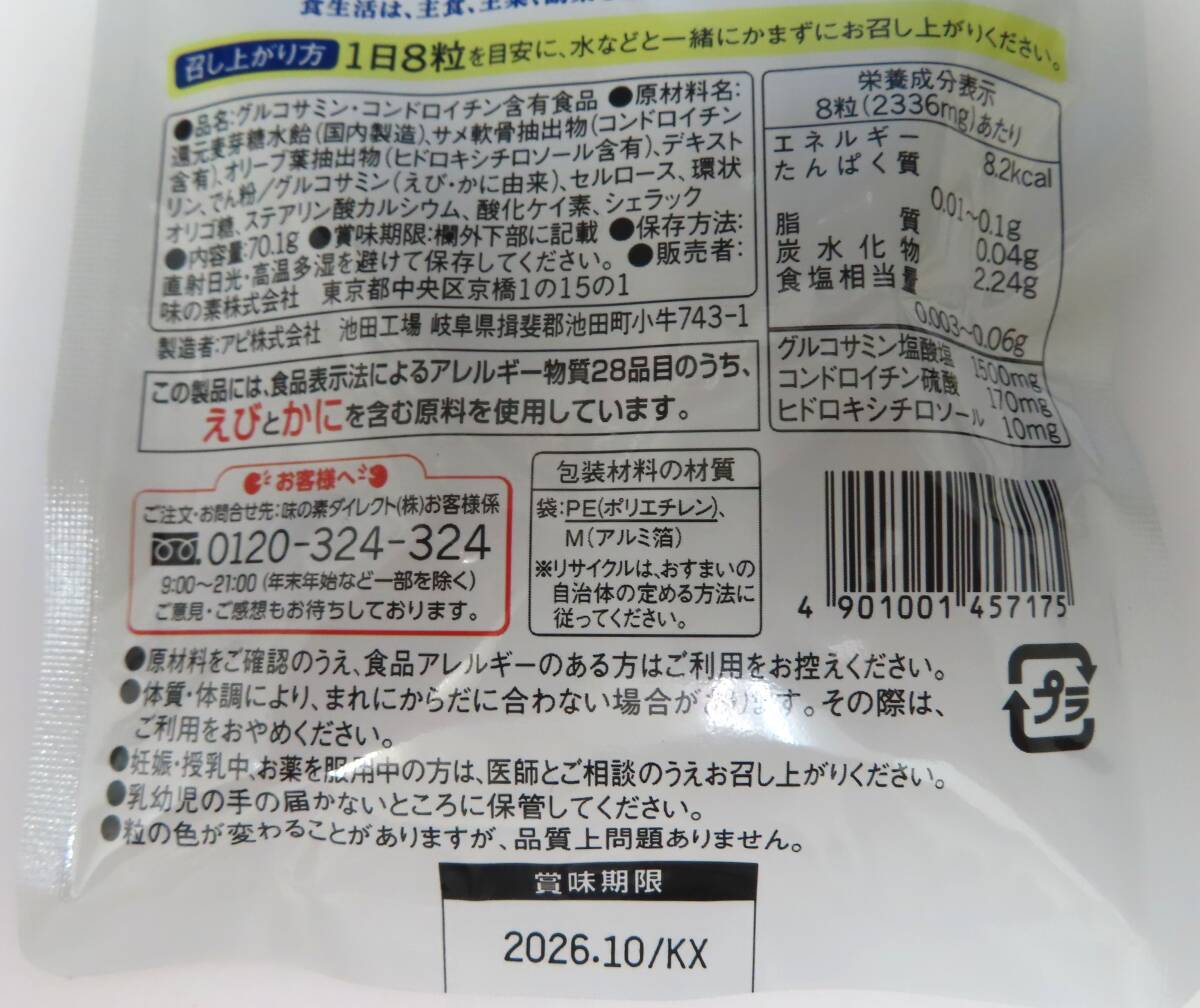 食生活は、主食、主菜、副菜
召し上がり方 1日8粒を目安に、水などと一緒にかまずにお召し上がりください。
●品名:グルコサミン・コンドロイチン含有食品 ●原材料名:
還元麦芽糖水飴(国内製造)、サメ軟骨抽出物(コンドロイチン
含有)、オリーブ葉抽出物(ヒドロキシチロソール含有)、デキスト
リン、でん粉/グルコサミン(えび・かに由来)、セルロース、環状
オリゴ糖、ステアリン酸カルシウム、酸化ケイ素、シェラック
●内容量:70.1g ●賞味期限:欄外下部に記載 ●保存方法:
直射日光・高温多湿を避けて保存してください。 ●販売者:
味の素株式会社 東京都中央区京橋1の15の1
製造者:アピ株式会社 池田工場 岐阜県揖斐郡池田町小牛743-1
この製品には、食品表示法によるアレルギー物質28品目のうち、
えびとかにを含む原料を使用しています。
栄養成分表示
8粒(2336mg)あたり
エネルギー 8.2kcal
たんぱく質 0.01~0.1g
脂質 0.04g
炭水化物 2.24g
食塩相当量 0.003~0.06g
グルコサミン塩酸塩 1500mg
コンドロイチン硫酸 170mg
ヒドロキシチロソール 10mg
お客様へ
ご注文・お問合せ先:味の素ダイレクト(株)お客様係
0120-324-324
9:00~21:00 (年末年始など一部を除く)
ご意見・ご感想もお待ちしております。
包装材料の材質
袋:PE(ポリエチレン)、
M(アルミ箔)
※リサイクルは、おすまいの
自治体の定める方法に
従ってください。
4 901001 457175
プラ
●原材料をご確認のうえ、食品アレルギーのある方はご利用をお控えください。
●体質・体調により、まれにからだに合わない場合があります。その際は、
ご利用をおやめください。
●妊娠・授乳中、お薬を服用中の方は、医師とご相談のうえお召し上がりください。
●乳幼児の手の届かないところに保管してください。
●粒の色が変わることがありますが、品質上問題ありません。
賞味期限
2026.10/KX